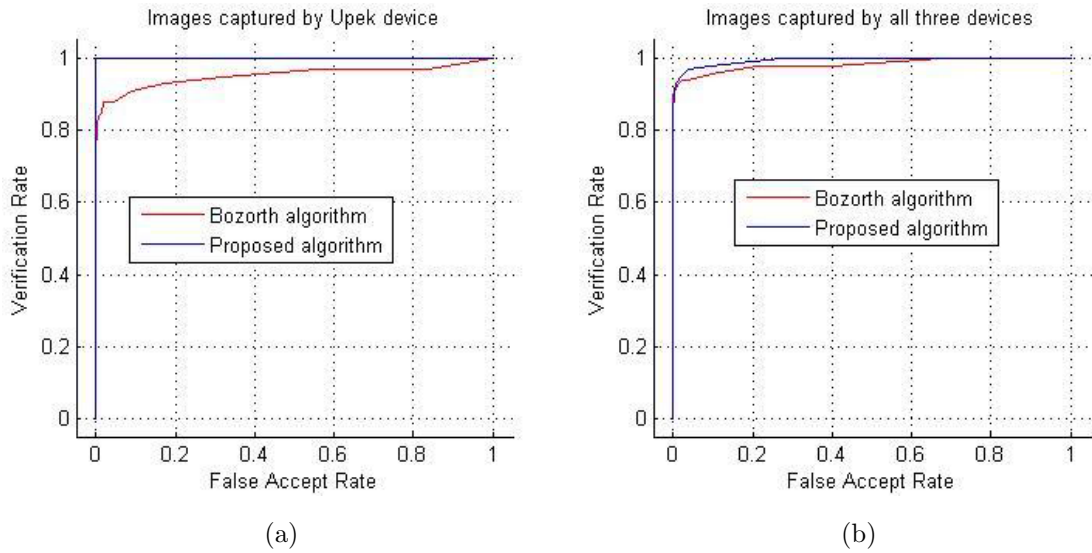 Images captured by Upek device
1
0.8
0.6
0.4
0.2
0
Verification Rate
Bozorth algorithm
Proposed algorithm
0 0.2 0.4 0.6 0.8 1
False Accept Rate
(a)
Images captured by all three devices
1
0.8
0.6
0.4
0.2
0
Verification Rate
Bozorth algorithm
Proposed algorithm
0 0.2 0.4 0.6 0.8 1
False Accept Rate
(b)